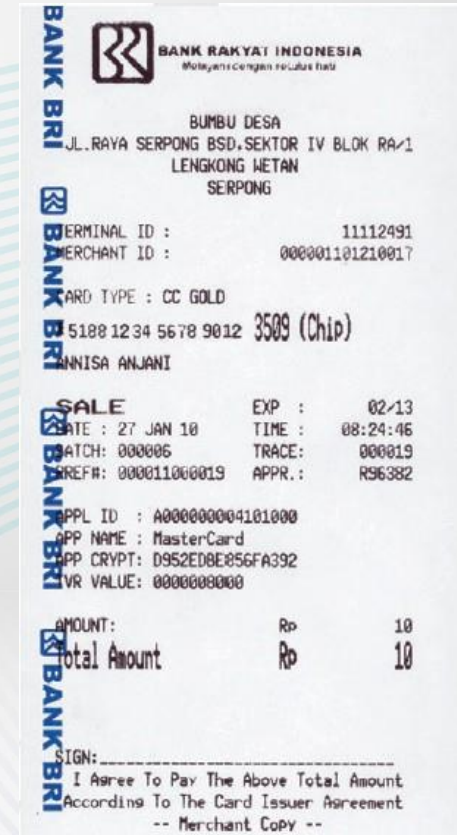 BANK RAKYAT INDONESIA
Melayani dengan setulus hati
BUMBU DESA
JL.RAYA SERPONG BSD.SEKTOR IV BLOK RA/1
LENGKONG WETAN
SERPONG
TERMINAL ID : 11112491
MERCHANT ID : 000001101210017
CARD TYPE : CC GOLD
5188 1234 5678 9012 3509 (Chip)
ANNISA ANJANI
SALE EXP : 02/13
DATE : 27 JAN 10 TIME : 08:24:46
BATCH: 000006 TRACE: 000019
RREF#: 000011000019 APPR.: R96382
APPL ID : A000000004101000
APP NAME : MasterCard
APP CRYPT: D952ED8E856FA392
TVR VALUE: 0000008000
AMOUNT: Rp 10
Total Amount Rp 10
SIGN:
I Agree To Pay The Above Total Amount
According To The Card Issuer Agreement
-- Merchant Copy --
BANK BRI
BANK BRI
BANK BRI
BANK BRI